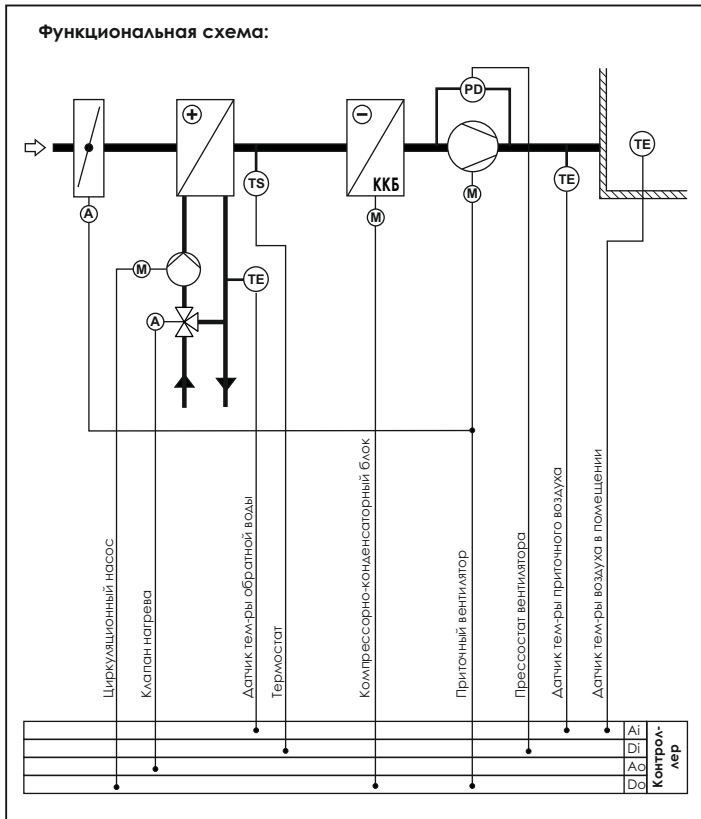 Функциональная схема:
PD
+
−
TE
TS
ККБ
TE
A
M
M
M
TE
A
Циркуляционный насос
Клапан нагрева
Датчик тем-ры обратной воды
Термостат
Компрессорно-конденсаторный блок
Приточный вентилятор
Прессостат вентилятора
Датчик тем-ры приточного воздуха
Датчик тем-ры воздуха в помещении
Ai
Di
Ao
Do
Контрол-
лер